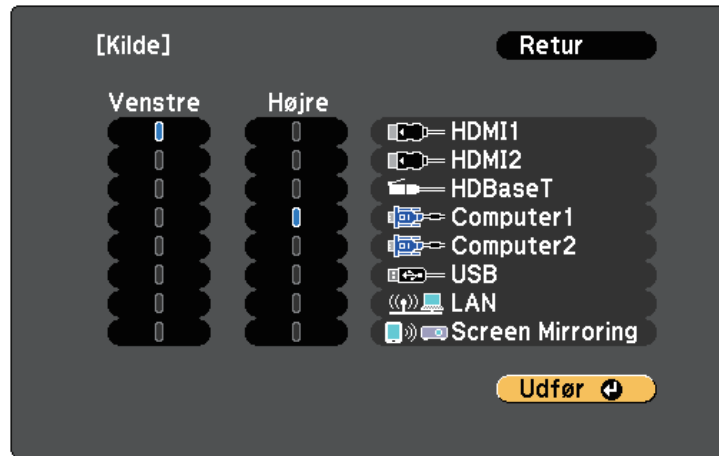 [Kilde] Retur
Venstre Højre
HDMI1
HDMI2
HDBaseT
Computer1
Computer2
USB
LAN
Screen Mirroring
Udfør